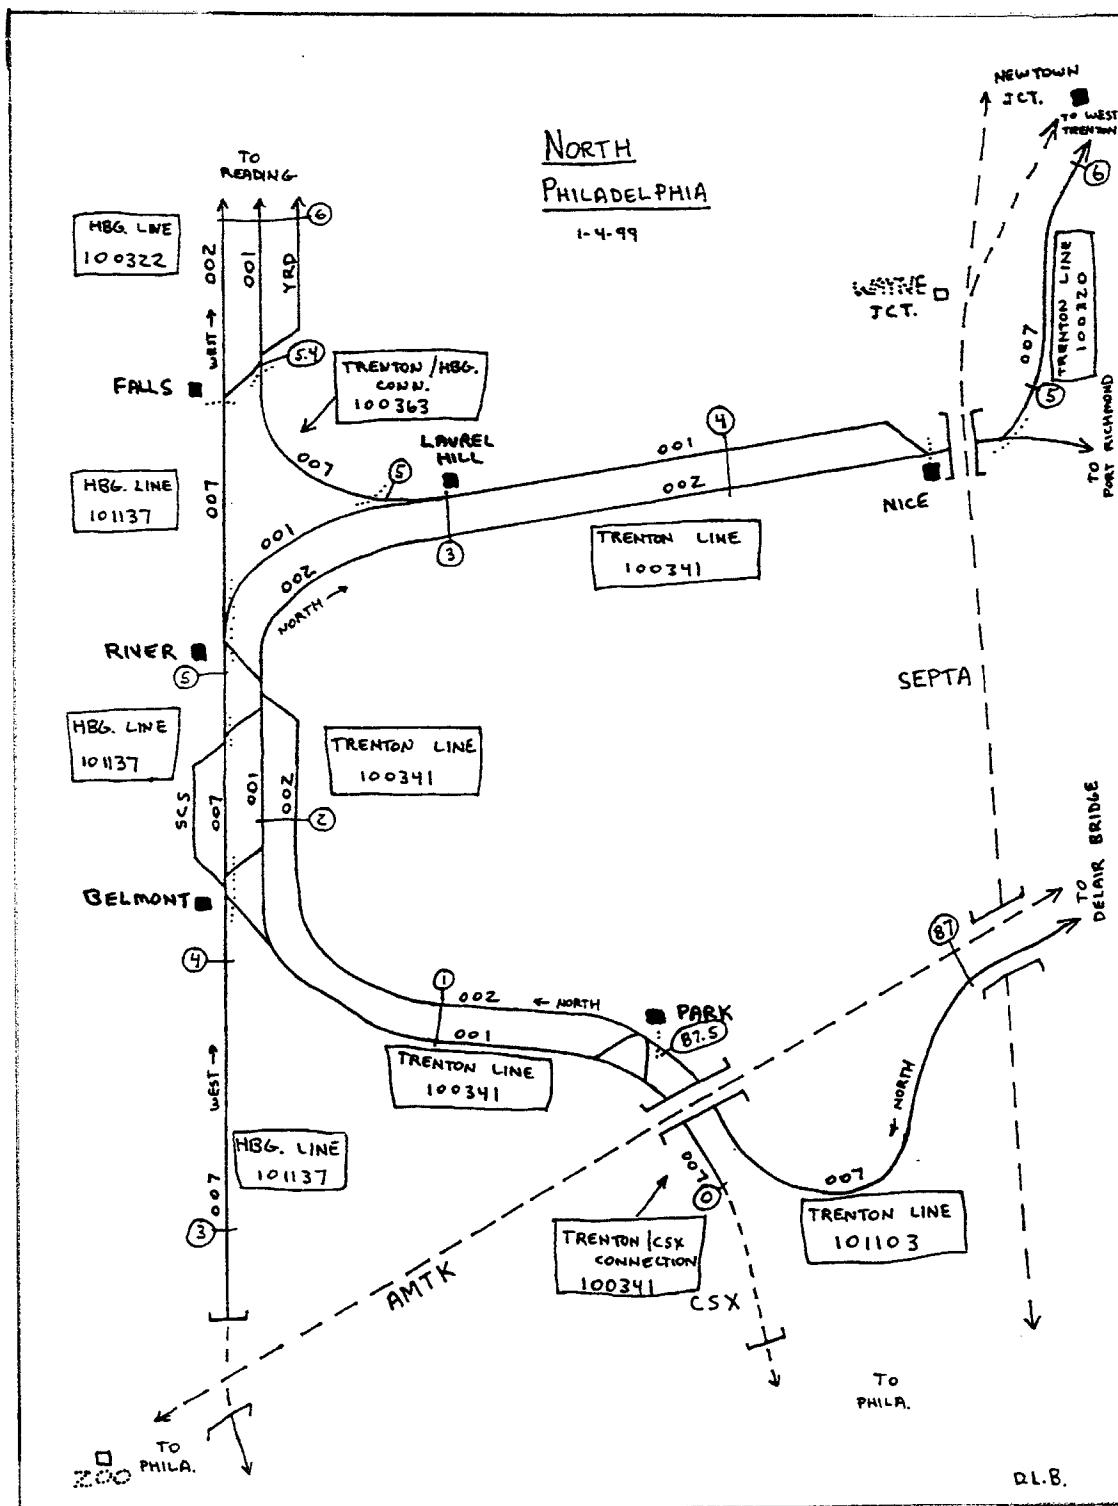 NORTH
PHILADELPHIA
1-4-99
NEWTOWN
JCT.
TO WEST
TRENTON
6
TO
READING
6
HBG. LINE
100322
002
001
YRD
WEST →
WAYNE
JCT.
TRENTON LINE
100320
007
5
5.4
FALLS
TRENTON/HBG.
CONN.
100363
LAUREL
HILL
4
001
002
NICE
TO
PORT RICHMOND
HBG. LINE
101137
007
007
5
001
002
3
TRENTON LINE
100341
NORTH →
RIVER
5
SEPTA
HBG. LINE
101137
TRENTON LINE
100341
SCS
007
001
002
2
BELMONT
TO
DELAIR BRIDGE
87
4
1
002
← NORTH
001
PARK
87.5
TRENTON LINE
100341
WEST →
← NORTH
HBG. LINE
101137
007
3
007
0
007
TRENTON LINE
101103
TRENTON/CSX
CONNECTION
100341
AMTK
CSX
TO
PHILA.
TO
PHILA.
ZOO
D.L.B.